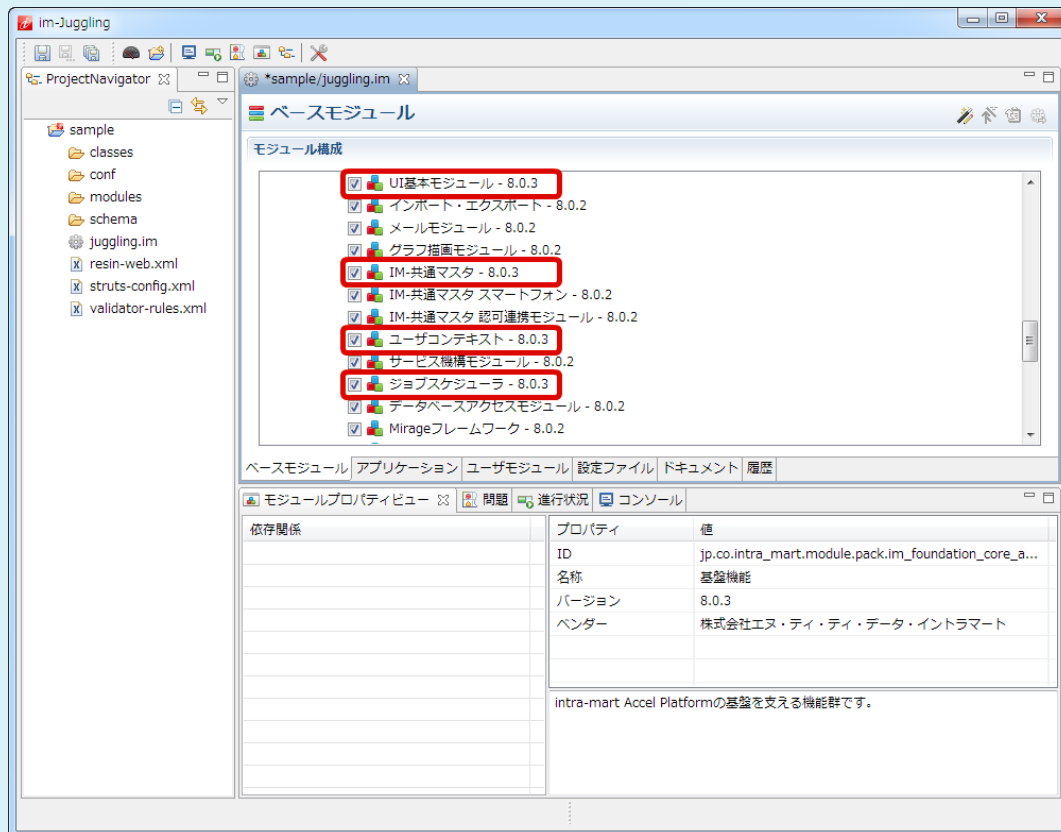 im-Juggling
ProjectNavigator
sample
classes
conf
modules
schema
juggling.im
resin-web.xml
struts-config.xml
validator-rules.xml
*sample/juggling.im
ベースモジュール
モジュール構成
UI基本モジュール - 8.0.3
インポート・エクスポート - 8.0.2
メールモジュール - 8.0.2
グラフ描画モジュール - 8.0.2
IM-共通マスタ - 8.0.3
IM-共通マスタ スマートフォン - 8.0.2
IM-共通マスタ 認可連携モジュール - 8.0.2
ユーザコンテキスト - 8.0.3
サービス機構モジュール - 8.0.2
ジョブスケジューラ - 8.0.3
データベースアクセスモジュール - 8.0.2
Mirageフレームワーク - 8.0.2
ベースモジュール アプリケーション ユーザモジュール 設定ファイル ドキュメント 履歴
モジュールプロパティビュー 問題 進行状況 コンソール
依存関係
プロパティ 値
ID jp.co.intra_mart.module.pack.im_foundation_core_a...
名称 基盤機能
バージョン 8.0.3
ベンダー 株式会社エヌ・ティ・ティ・データ・イントラマート
intra-mart Accel Platformの基盤を支える機能群です。